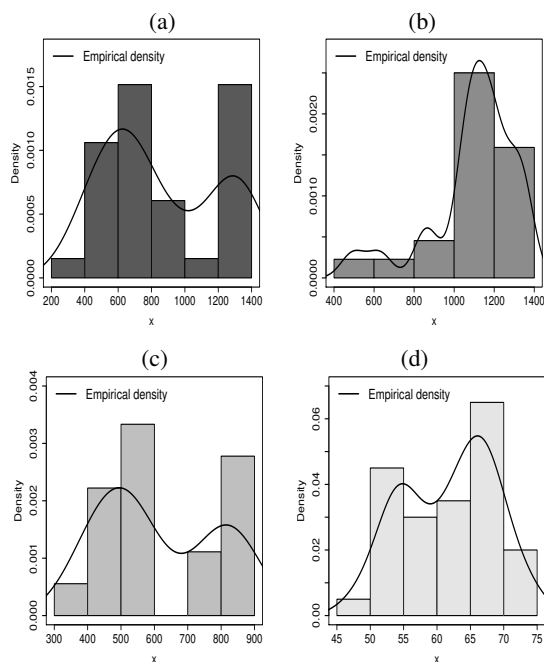 (a)
Empirical density
Density
0.0000
0.0005
0.0010
0.0015
200 400 600 800 1000 1200 1400
x
(b)
Empirical density
Density
0.0000
0.0010
0.0020
400 600 800 1000 1200 1400
x
(c)
Empirical density
Density
0.000
0.001
0.002
0.003
0.004
300 400 500 600 700 800 900
x
(d)
Empirical density
Density
0.00
0.02
0.04
0.06
45 50 55 60 65 70 75
x